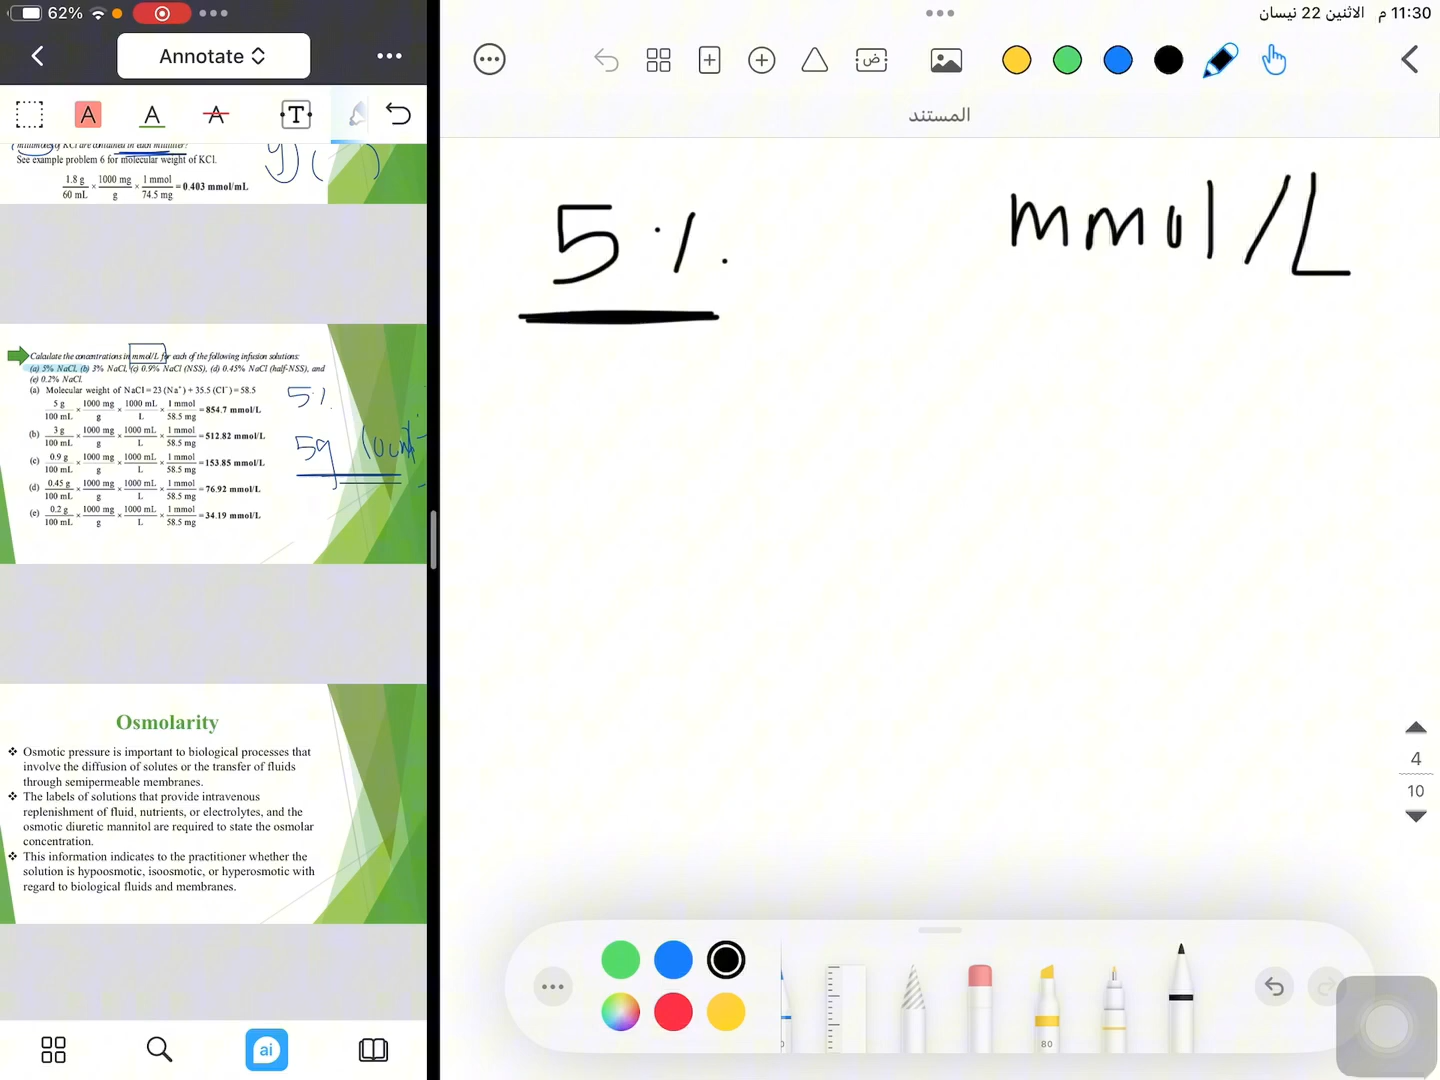 62%
11:30 م الاثنين 22 نيسان
Annotate
المستند
millimoles of KCl are contained in each milliliter?
See example problem 6 for molecular weight of KCl.
1.8 g / 60 mL × 1000 mg / g × 1 mmol / 74.5 mg = 0.403 mmol/mL
Calculate the concentrations in mmol/L for each of the following infusion solutions:
(a) 5% NaCl, (b) 3% NaCl, (c) 0.9% NaCl (NSS), (d) 0.45% NaCl (half-NSS), and
(e) 0.2% NaCl.
(a) Molecular weight of NaCl = 23 (Na⁺) + 35.5 (Cl⁻) = 58.5
5 g / 100 mL × 1000 mg / g × 1000 mL / L × 1 mmol / 58.5 mg = 854.7 mmol/L
(b) 3 g / 100 mL × 1000 mg / g × 1000 mL / L × 1 mmol / 58.5 mg = 512.82 mmol/L
(c) 0.9 g / 100 mL × 1000 mg / g × 1000 mL / L × 1 mmol / 58.5 mg = 153.85 mmol/L
(d) 0.45 g / 100 mL × 1000 mg / g × 1000 mL / L × 1 mmol / 58.5 mg = 76.92 mmol/L
(e) 0.2 g / 100 mL × 1000 mg / g × 1000 mL / L × 1 mmol / 58.5 mg = 34.19 mmol/L
5%
5g
Osmolarity
❖ Osmotic pressure is important to biological processes that
involve the diffusion of solutes or the transfer of fluids
through semipermeable membranes.
❖ The labels of solutions that provide intravenous
replenishment of fluid, nutrients, or electrolytes, and the
osmotic diuretic mannitol are required to state the osmolar
concentration.
❖ This information indicates to the practitioner whether the
solution is hypoosmotic, isoosmotic, or hyperosmotic with
regard to biological fluids and membranes.
ai
5% mmol/L
4
10
80